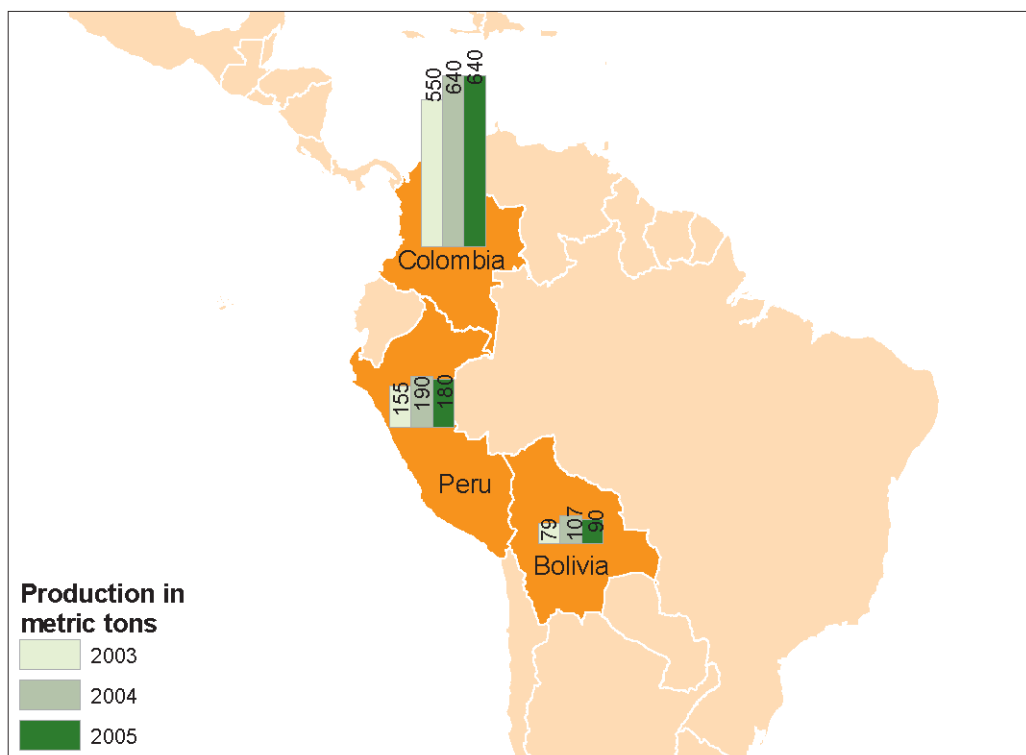 550 640 640
Colombia
155 190 180
Peru
79 107 90
Bolivia
Production in
metric tons
2003
2004
2005